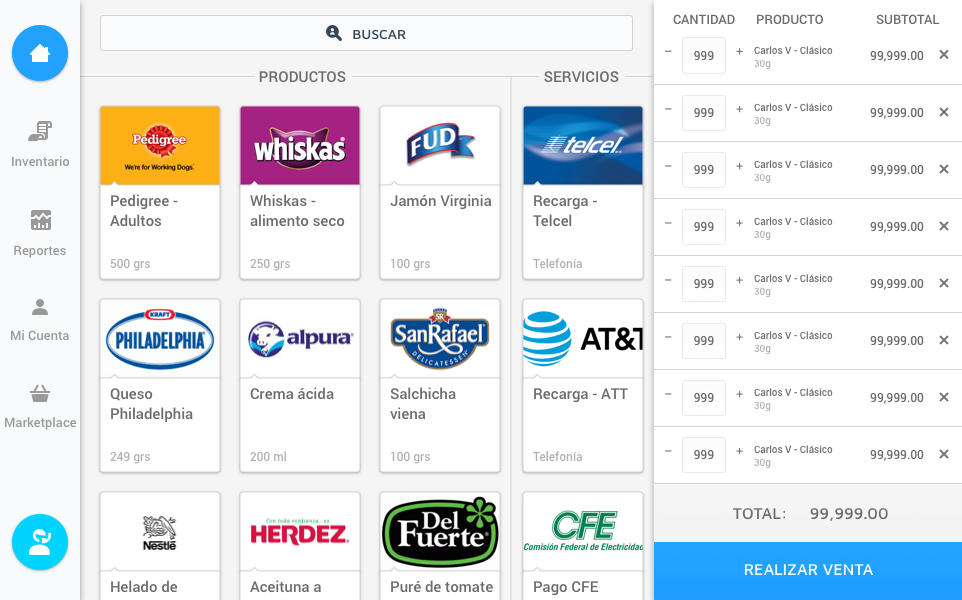 Inventario
Reportes
Mi Cuenta
Marketplace
BUSCAR
PRODUCTOS
SERVICIOS
Pedigree
We're for Working Dogs.
Pedigree -
Adultos
500 grs
whiskas
Whiskas -
alimento seco
250 grs
FUD
Jamón Virginia
100 grs
telcel
Recarga -
Telcel
Telefonía
KRAFT
PHILADELPHIA
Queso
Philadelphia
249 grs
alpura
Crema ácida
200 ml
SR
SanRafael
DELICATESSEN
Salchicha
viena
100 grs
AT&T
Recarga - ATT
Telefonía
Nestlé
Helado de
Con toda confianza... es
HERDEZ
Aceituna a
Del
Fuerte
Puré de tomate
CFE
Comisión Federal de Electricidad
Pago CFE
CANTIDAD PRODUCTO SUBTOTAL
− 999 + Carlos V - Clásico 99,999.00 ×
30g
− 999 + Carlos V - Clásico 99,999.00 ×
30g
− 999 + Carlos V - Clásico 99,999.00 ×
30g
− 999 + Carlos V - Clásico 99,999.00 ×
30g
− 999 + Carlos V - Clásico 99,999.00 ×
30g
− 999 + Carlos V - Clásico 99,999.00 ×
30g
− 999 + Carlos V - Clásico 99,999.00 ×
30g
− 999 + Carlos V - Clásico 99,999.00 ×
30g
TOTAL: 99,999.00
REALIZAR VENTA